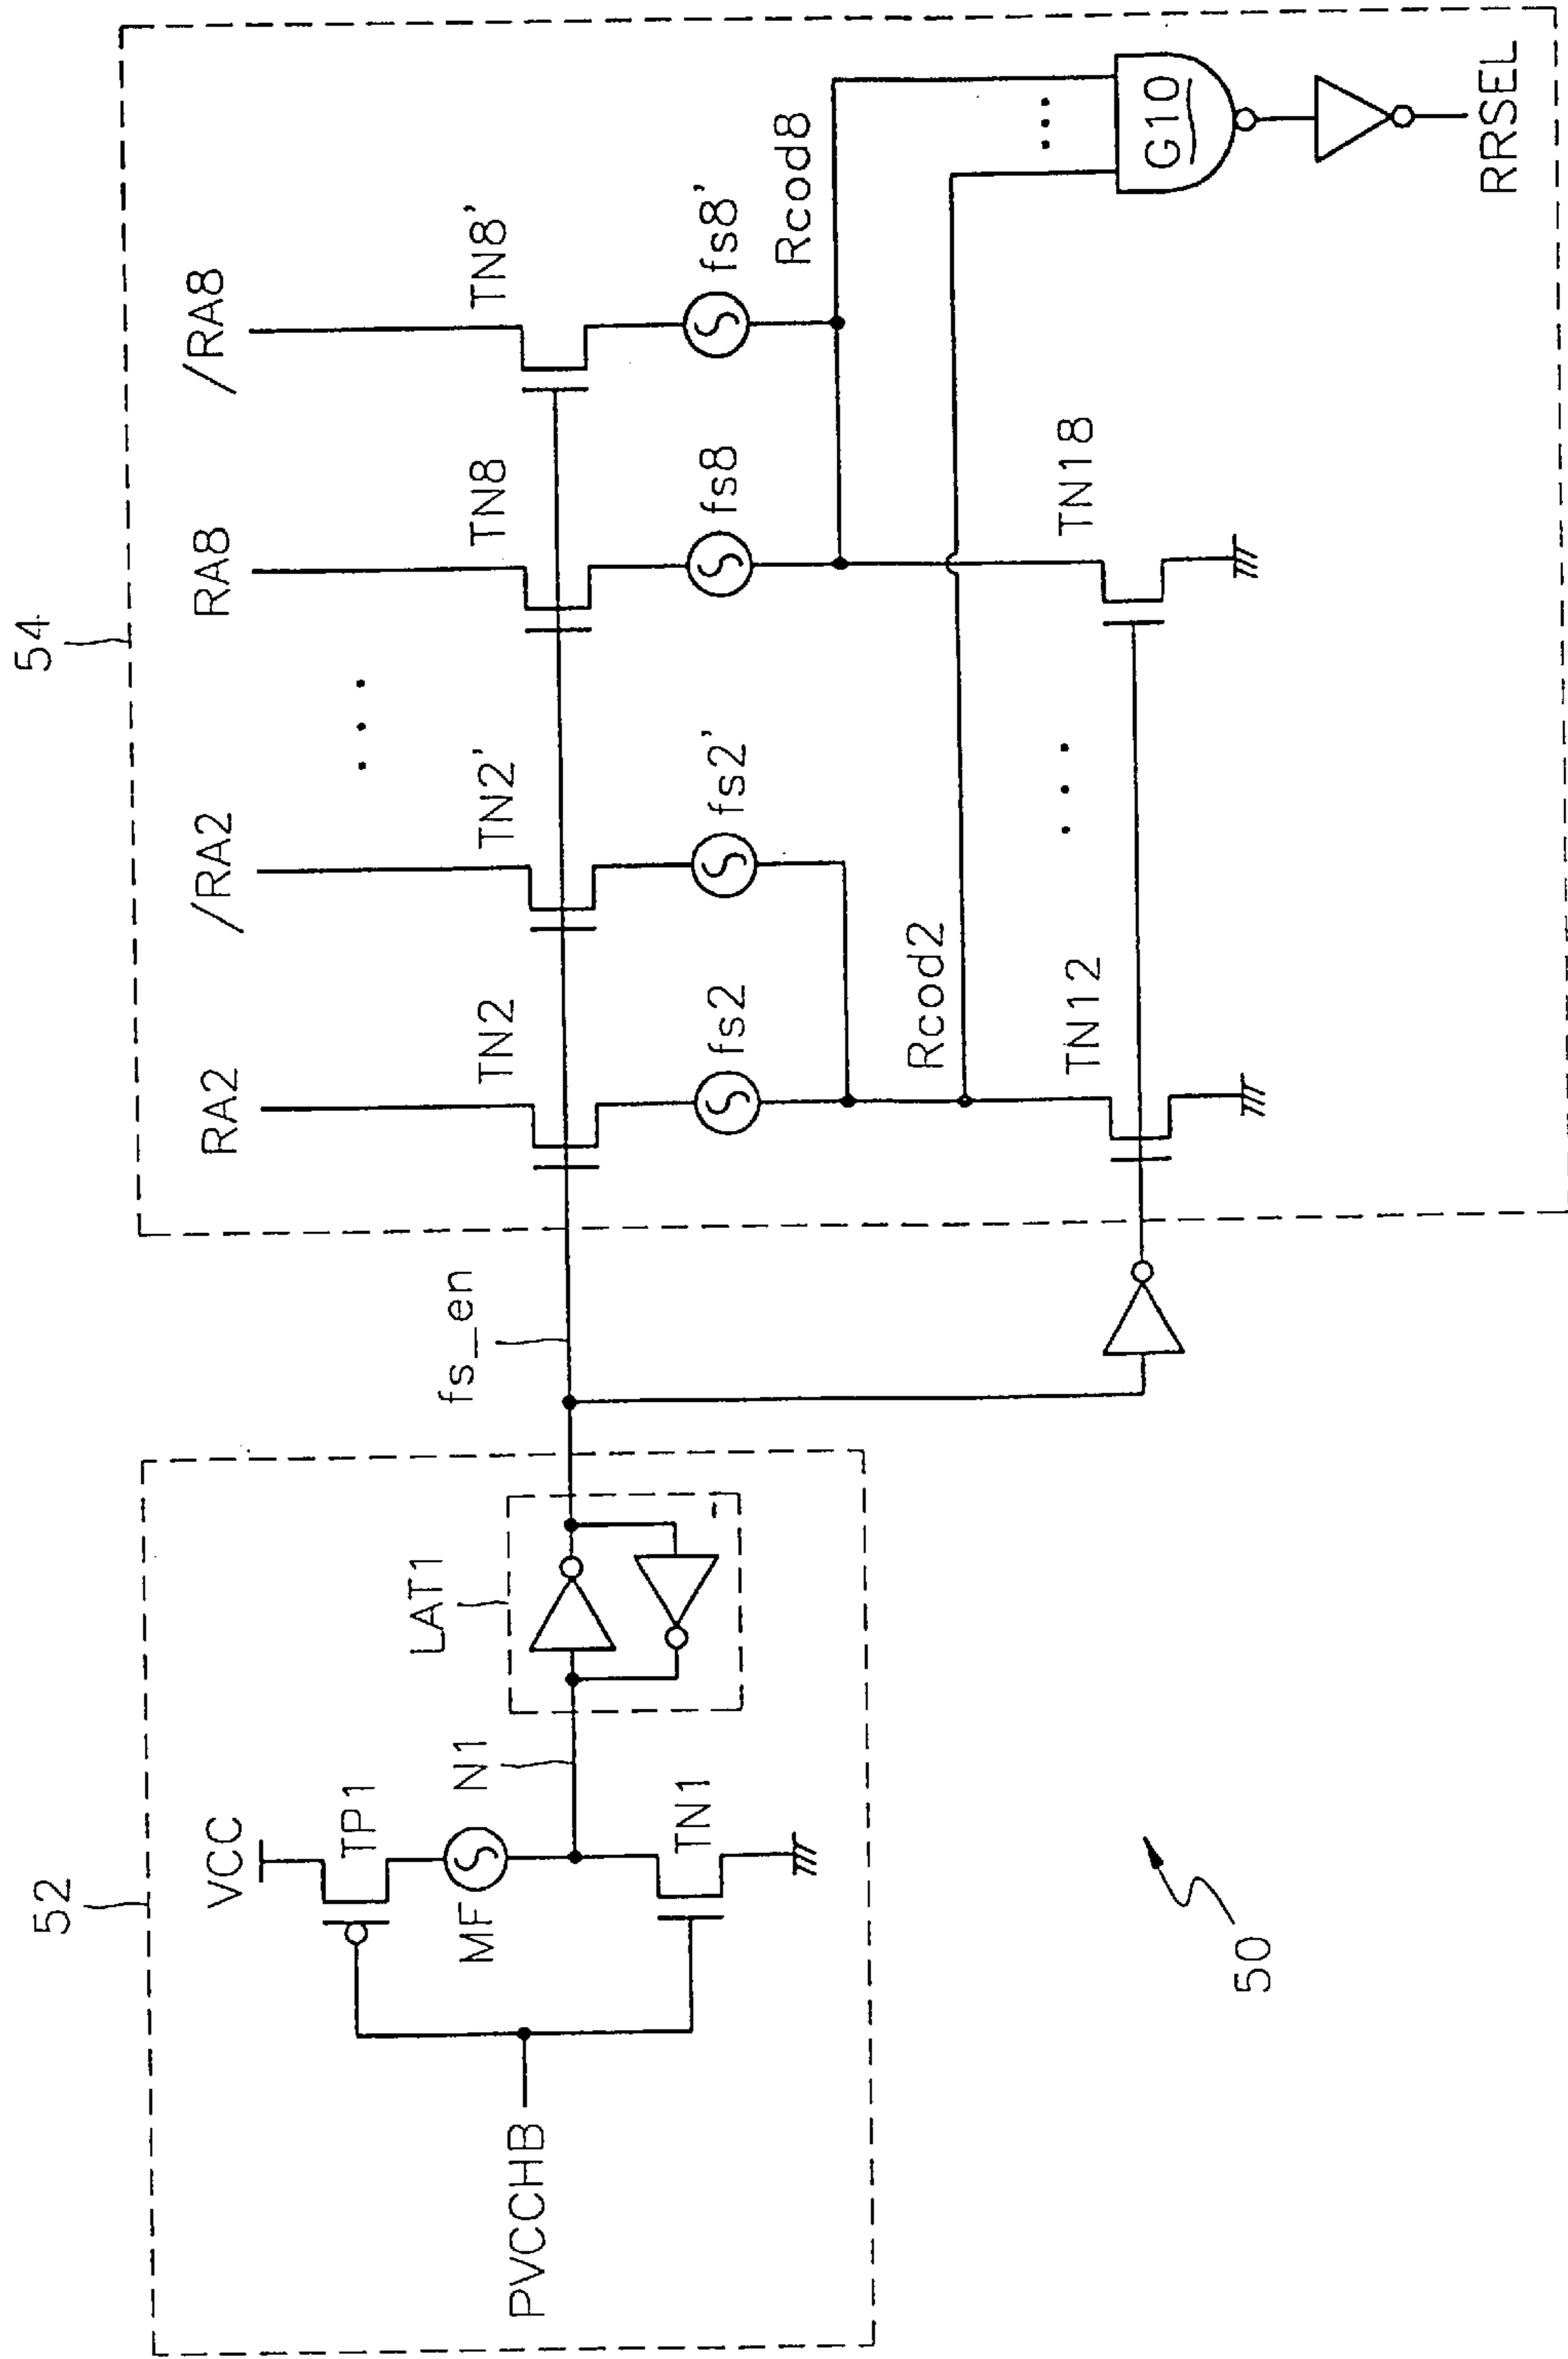 52
VCC
TP1
MF
N1
TN1
PVCCHB
LAT1
fs_en
54
RA2
/RA2
RA8
/RA8
. . .
TN2
TN2'
TN8
TN8'
fs2
fs2'
fs8
fs8'
Rcod2
Rcod8
TN12
. . .
TN18
...
G10
RRSEL
50